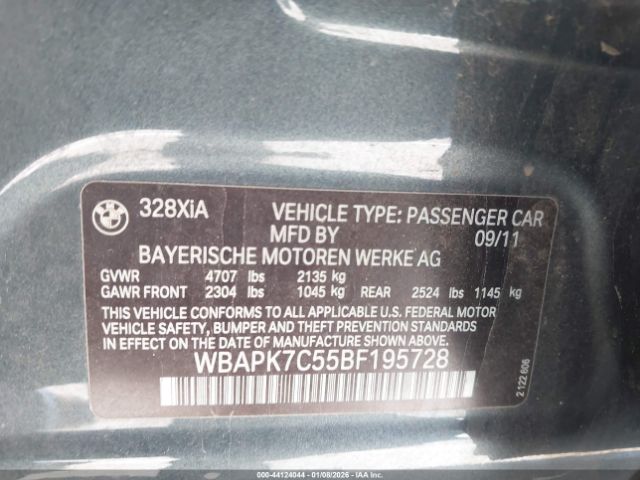 BMW
328XiA
VEHICLE TYPE: PASSENGER CAR
MFD BY 09/11
BAYERISCHE MOTOREN WERKE AG
GVWR 4707 lbs 2135 kg
GAWR FRONT 2304 lbs 1045 kg REAR 2524 lbs 1145 kg
THIS VEHICLE CONFORMS TO ALL APPLICABLE U.S. FEDERAL MOTOR
VEHICLE SAFETY, BUMPER AND THEFT PREVENTION STANDARDS
IN EFFECT ON THE DATE OF MANUFACTURE SHOWN ABOVE.
WBAPK7C55BF195728
2 122 606
000-44124044 - 01/08/2026 - IAA, Inc.